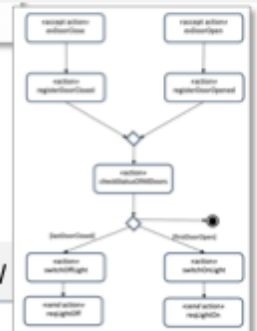 «accept action»
evDoorClose
«accept action»
evDoorOpen
«action»
registerDoorClosed
«action»
registerDoorOpened
«action»
checkStatusOfAllDoors
[lastDoorClosed]
[firstDoorOpen]
«action»
switchOffLight
«action»
switchOnLight
«send action»
reqLightOff
«send action»
reqLightOn